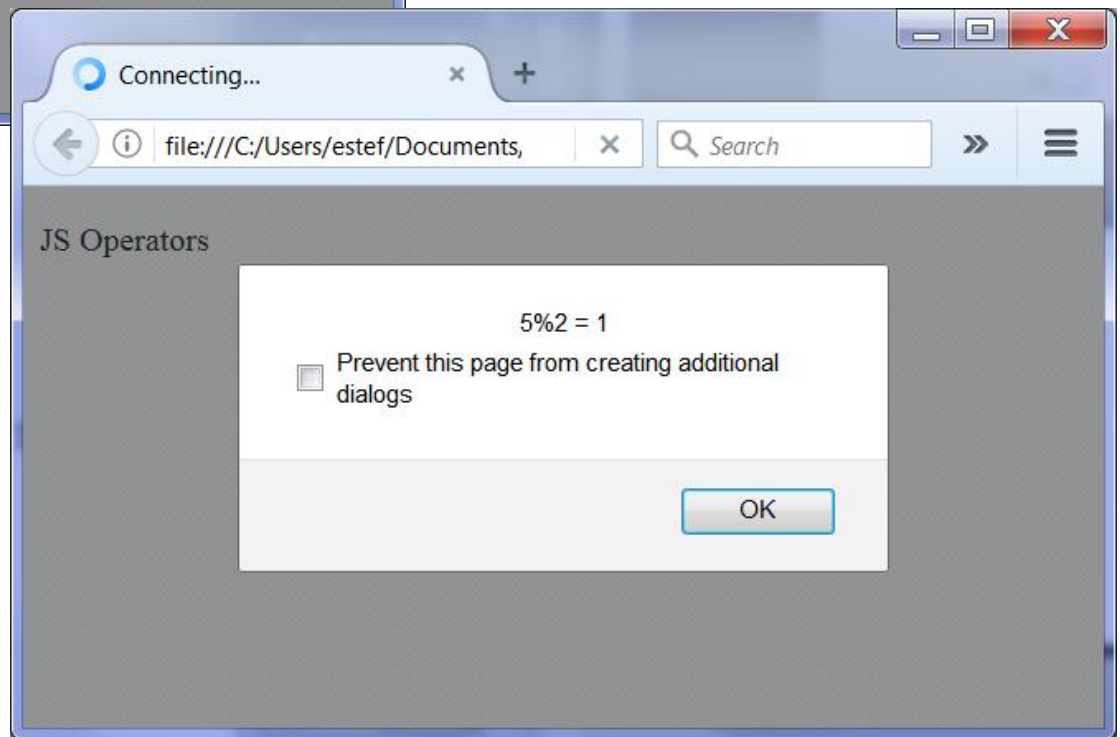 Connecting...
file:///C:/Users/estef/Documents,
Search
JS Operators
5%2 = 1
Prevent this page from creating additional
dialogs
OK